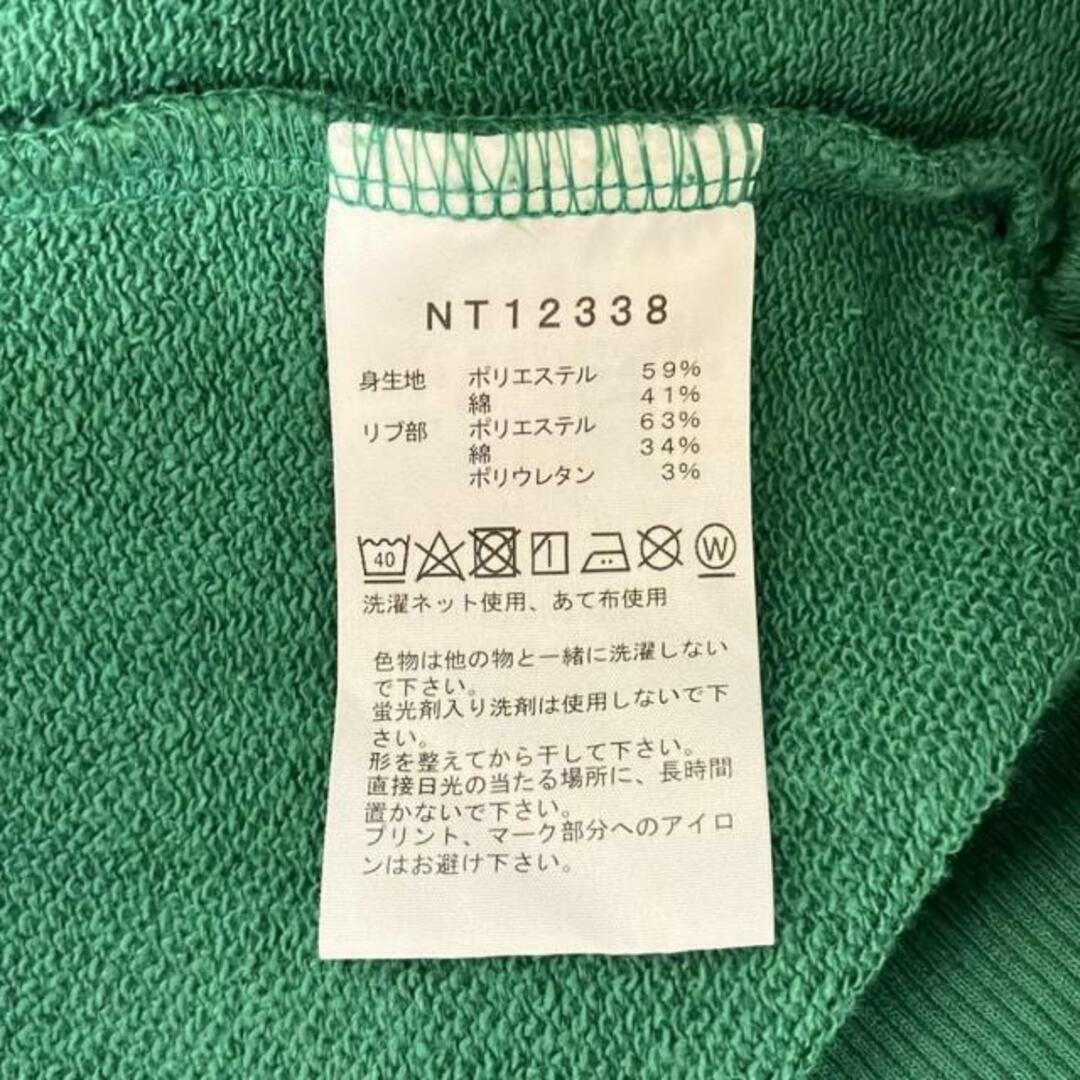 NT12338
身生地 ポリエステル 59%
綿 41%
リブ部 ポリエステル 63%
綿 34%
ポリウレタン 3%
40 W
洗濯ネット使用、あて布使用
色物は他の物と一緒に洗濯しない
で下さい。
蛍光剤入り洗剤は使用しないで下
さい。
形を整えてから干して下さい。
直接日光の当たる場所に、長時間
置かないで下さい。
プリント、マーク部分へのアイロ
ンはお避け下さい。